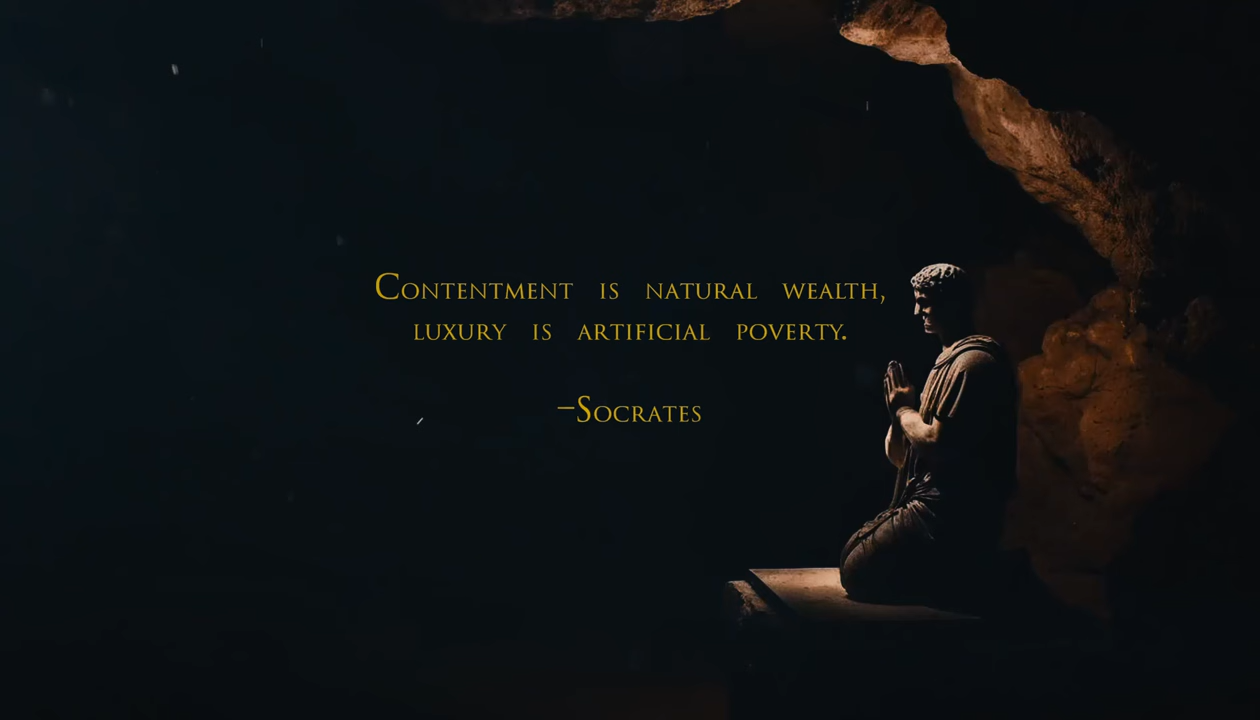 Contentment is natural wealth,
luxury is artificial poverty.
–Socrates